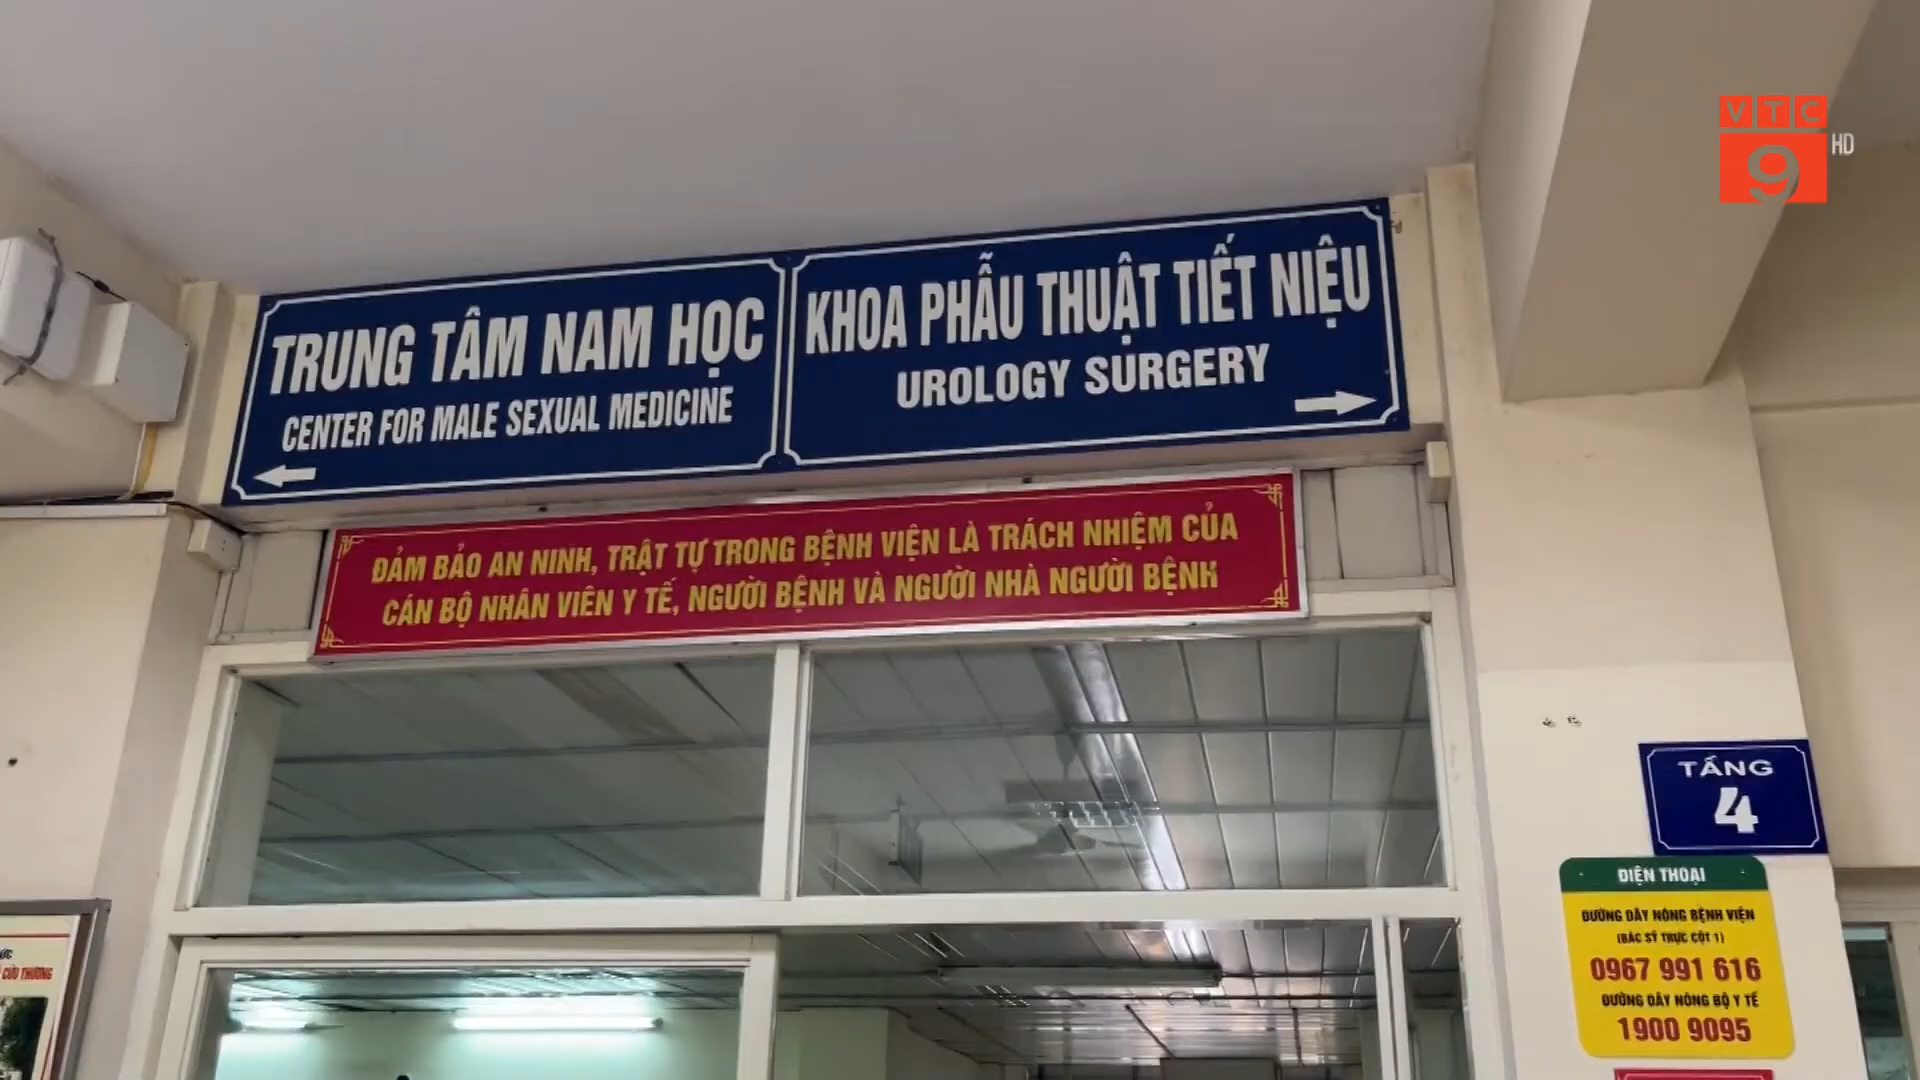 VTC
9
HD
TRUNG TÂM NAM HỌC
CENTER FOR MALE SEXUAL MEDICINE
KHOA PHẪU THUẬT TIẾT NIỆU
UROLOGY SURGERY
ĐẢM BẢO AN NINH, TRẬT TỰ TRONG BỆNH VIỆN LÀ TRÁCH NHIỆM CỦA
CÁN BỘ NHÂN VIÊN Y TẾ, NGƯỜI BỆNH VÀ NGƯỜI NHÀ NGƯỜI BỆNH
TẦNG
4
ĐIỆN THOẠI
ĐƯỜNG DÂY NÓNG BỆNH VIỆN
(BÁC SỸ TRỰC CỘT 1)
0967 991 616
ĐƯỜNG DÂY NÓNG BỘ Y TẾ
1900 9095
CỨU THƯƠNG